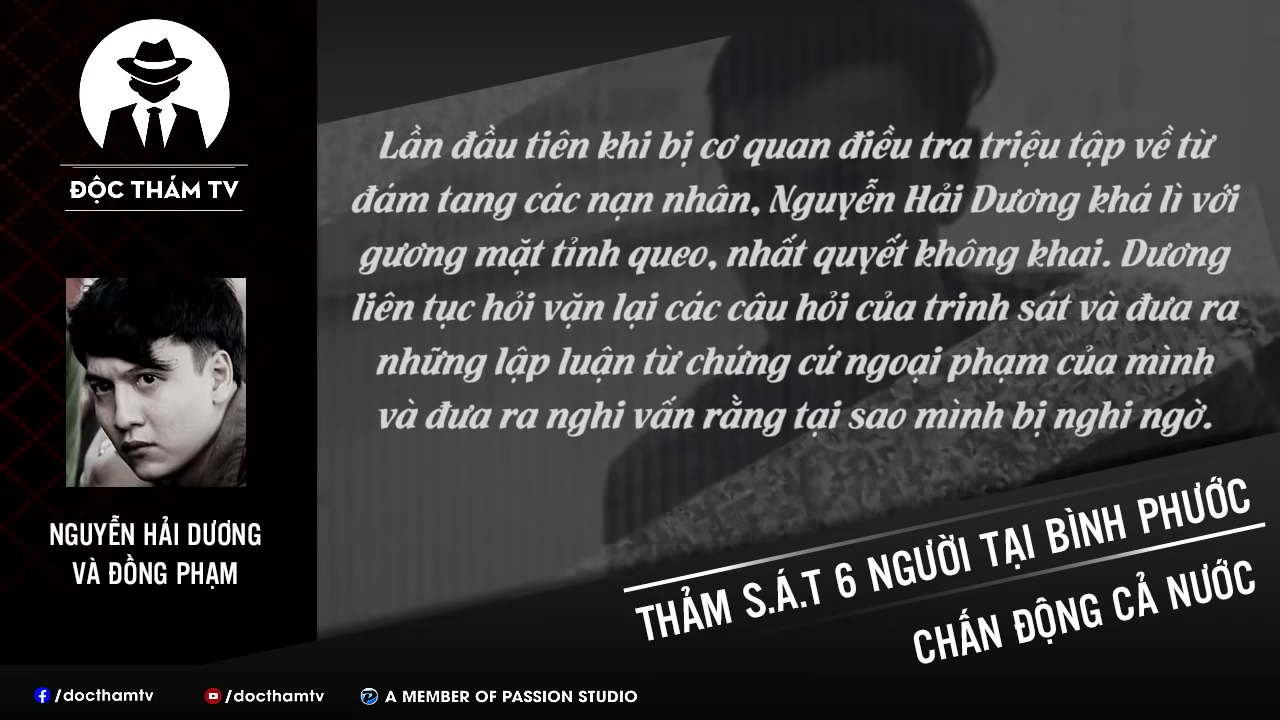 ĐỘC THÁM TV
NGUYỄN HẢI DƯƠNG
VÀ ĐỒNG PHẠM
Lần đầu tiên khi bị cơ quan điều tra triệu tập về từ
đám tang các nạn nhân, Nguyễn Hải Dương khá lì với
gương mặt tỉnh queo, nhất quyết không khai. Dương
liên tục hỏi vặn lại các câu hỏi của trinh sát và đưa ra
những lập luận từ chứng cứ ngoại phạm của mình
và đưa ra nghi vấn rằng tại sao mình bị nghi ngờ.
THẢM S.Á.T 6 NGƯỜI TẠI BÌNH PHƯỚC
CHẤN ĐỘNG CẢ NƯỚC
/docthamtv
/docthamtv
A MEMBER OF PASSION STUDIO